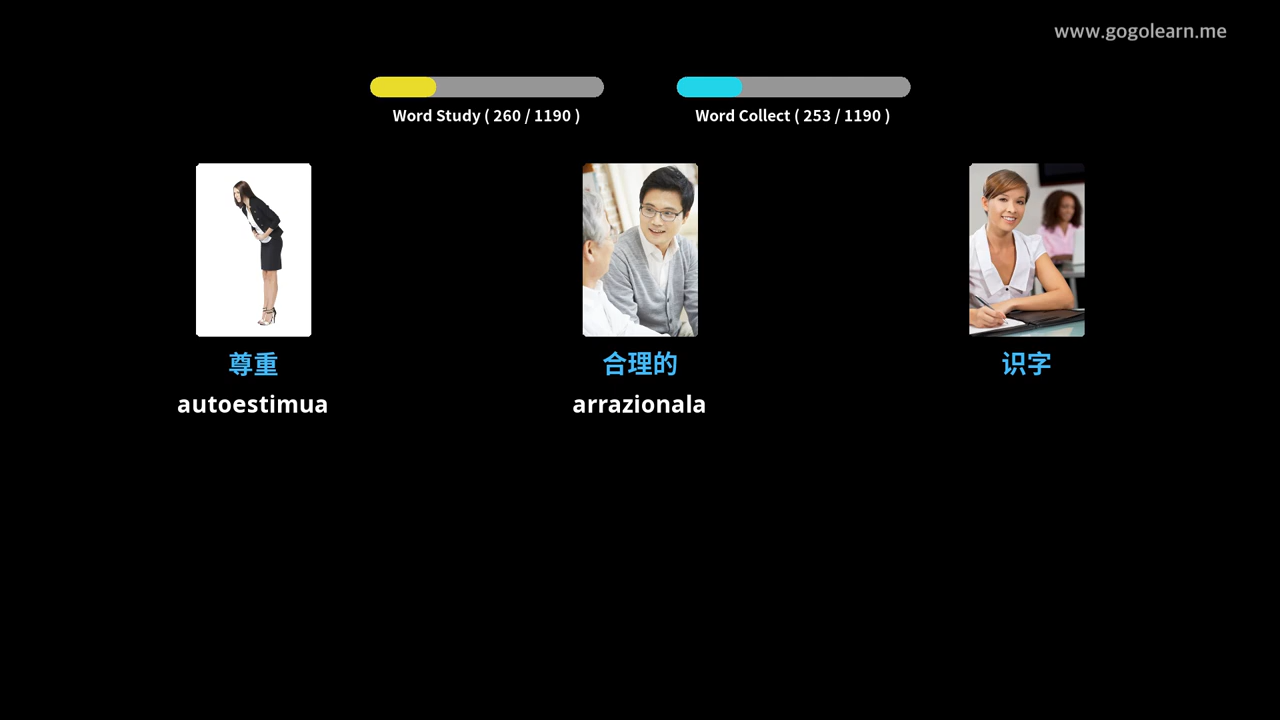 www.gogolearn.me
Word Study ( 260 / 1190 )
Word Collect ( 253 / 1190 )
尊重
autoestimua
合理的
arrazionala
识字